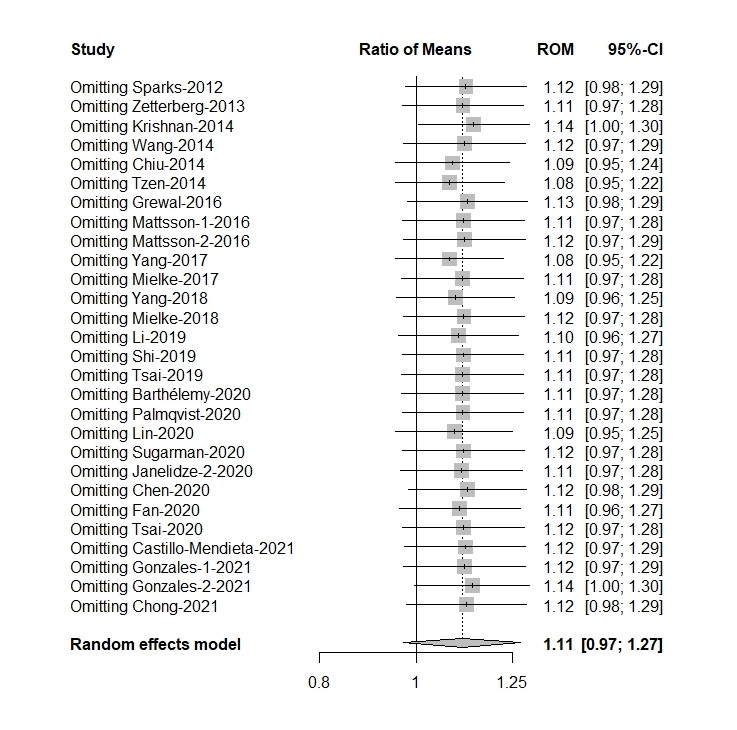 Study Ratio of Means ROM 95%-CI
Omitting Sparks-2012 1.12 [0.98; 1.29]
Omitting Zetterberg-2013 1.11 [0.97; 1.28]
Omitting Krishnan-2014 1.14 [1.00; 1.30]
Omitting Wang-2014 1.12 [0.97; 1.29]
Omitting Chiu-2014 1.09 [0.95; 1.24]
Omitting Tzen-2014 1.08 [0.95; 1.22]
Omitting Grewal-2016 1.13 [0.98; 1.29]
Omitting Mattsson-1-2016 1.11 [0.97; 1.28]
Omitting Mattsson-2-2016 1.12 [0.97; 1.29]
Omitting Yang-2017 1.08 [0.95; 1.22]
Omitting Mielke-2017 1.11 [0.97; 1.28]
Omitting Yang-2018 1.09 [0.96; 1.25]
Omitting Mielke-2018 1.12 [0.97; 1.28]
Omitting Li-2019 1.10 [0.96; 1.27]
Omitting Shi-2019 1.11 [0.97; 1.28]
Omitting Tsai-2019 1.11 [0.97; 1.28]
Omitting Barthélemy-2020 1.11 [0.97; 1.28]
Omitting Palmqvist-2020 1.11 [0.97; 1.28]
Omitting Lin-2020 1.09 [0.95; 1.25]
Omitting Sugarman-2020 1.12 [0.97; 1.28]
Omitting Janelidze-2-2020 1.11 [0.97; 1.28]
Omitting Chen-2020 1.12 [0.98; 1.29]
Omitting Fan-2020 1.11 [0.96; 1.27]
Omitting Tsai-2020 1.12 [0.97; 1.28]
Omitting Castillo-Mendieta-2021 1.12 [0.97; 1.29]
Omitting Gonzales-1-2021 1.12 [0.97; 1.29]
Omitting Gonzales-2-2021 1.14 [1.00; 1.30]
Omitting Chong-2021 1.12 [0.98; 1.29]
Random effects model 1.11 [0.97; 1.27]
0.8 1 1.25